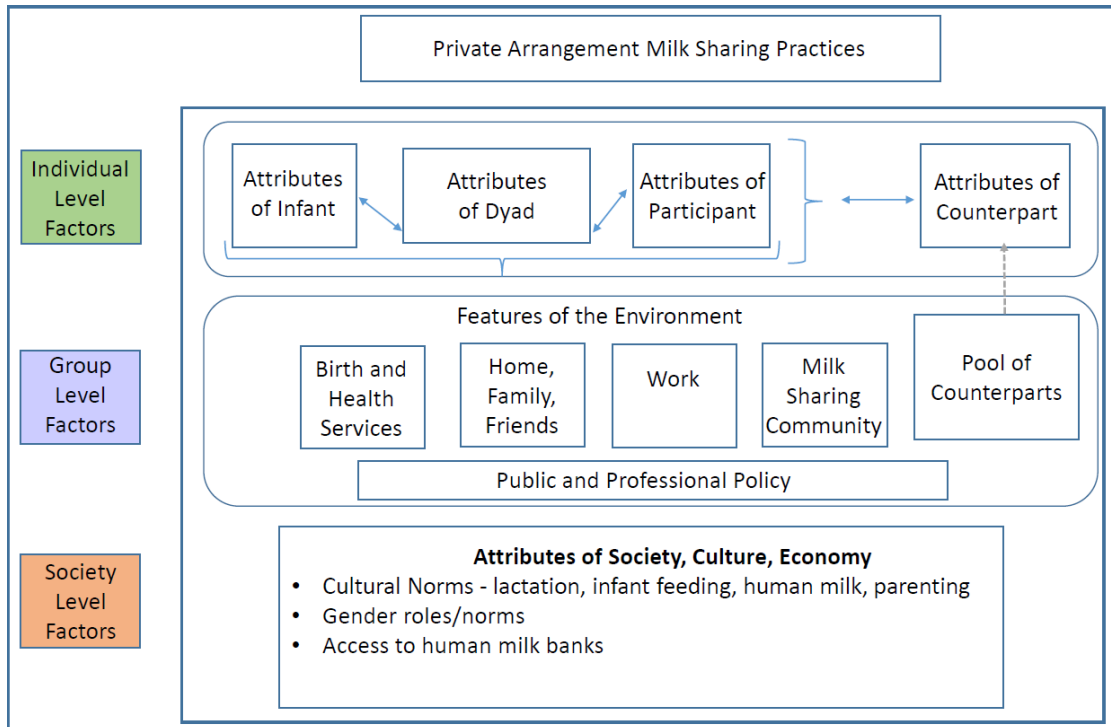 Private Arrangement Milk Sharing Practices
Individual
Level
Factors
Attributes
of Infant
Attributes
of Dyad
Attributes of
Participant
Attributes of
Counterpart
Group
Level
Factors
Features of the Environment
Birth and
Health
Services
Home,
Family,
Friends
Work
Milk
Sharing
Community
Pool of
Counterparts
Public and Professional Policy
Society
Level
Factors
Attributes of Society, Culture, Economy
• Cultural Norms - lactation, infant feeding, human milk, parenting
• Gender roles/norms
• Access to human milk banks